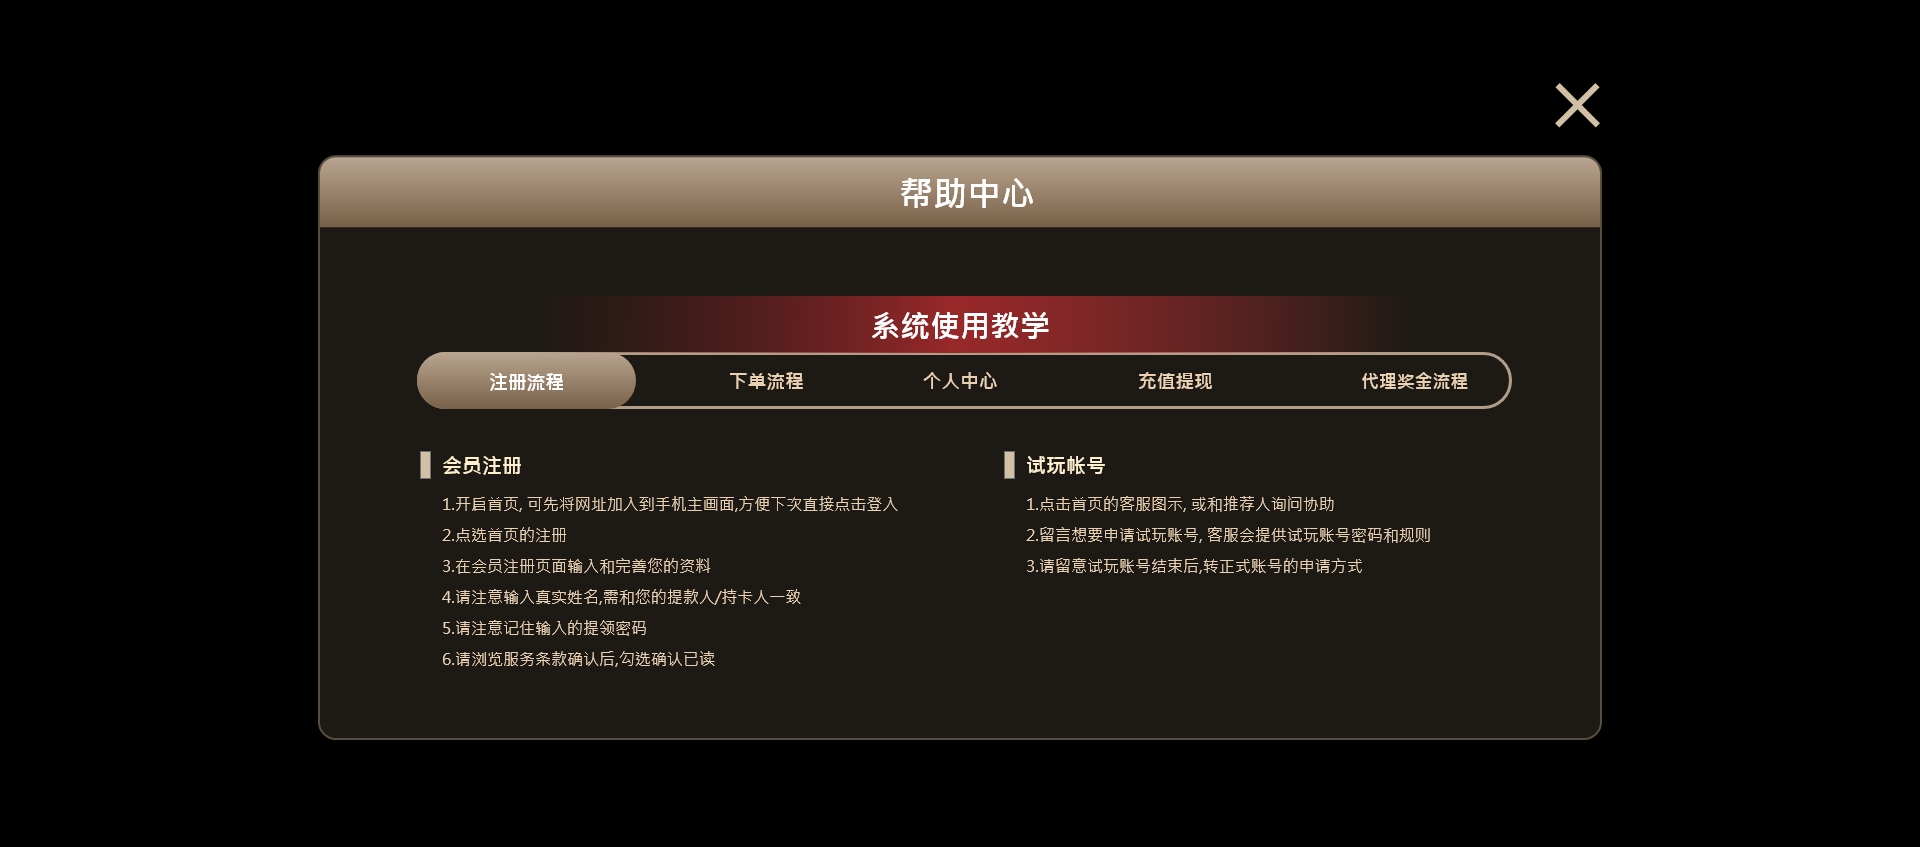 帮助中心
系统使用教学
注册流程 下单流程 个人中心 充值提现 代理奖金流程
会员注册
1.开启首页, 可先将网址加入到手机主画面,方便下次直接点击登入
2.点选首页的注册
3.在会员注册页面输入和完善您的资料
4.请注意输入真实姓名,需和您的提款人/持卡人一致
5.请注意记住输入的提领密码
6.请浏览服务条款确认后,勾选确认已读
试玩帐号
1.点击首页的客服图示, 或和推荐人询问协助
2.留言想要申请试玩账号, 客服会提供试玩账号密码和规则
3.请留意试玩账号结束后,转正式账号的申请方式